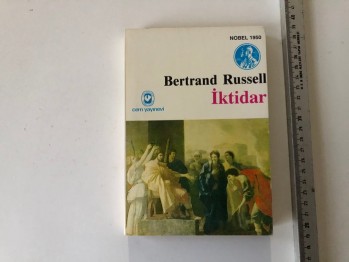 NOBEL 1950
Bertrand Russell
İktidar
cem yayınevi